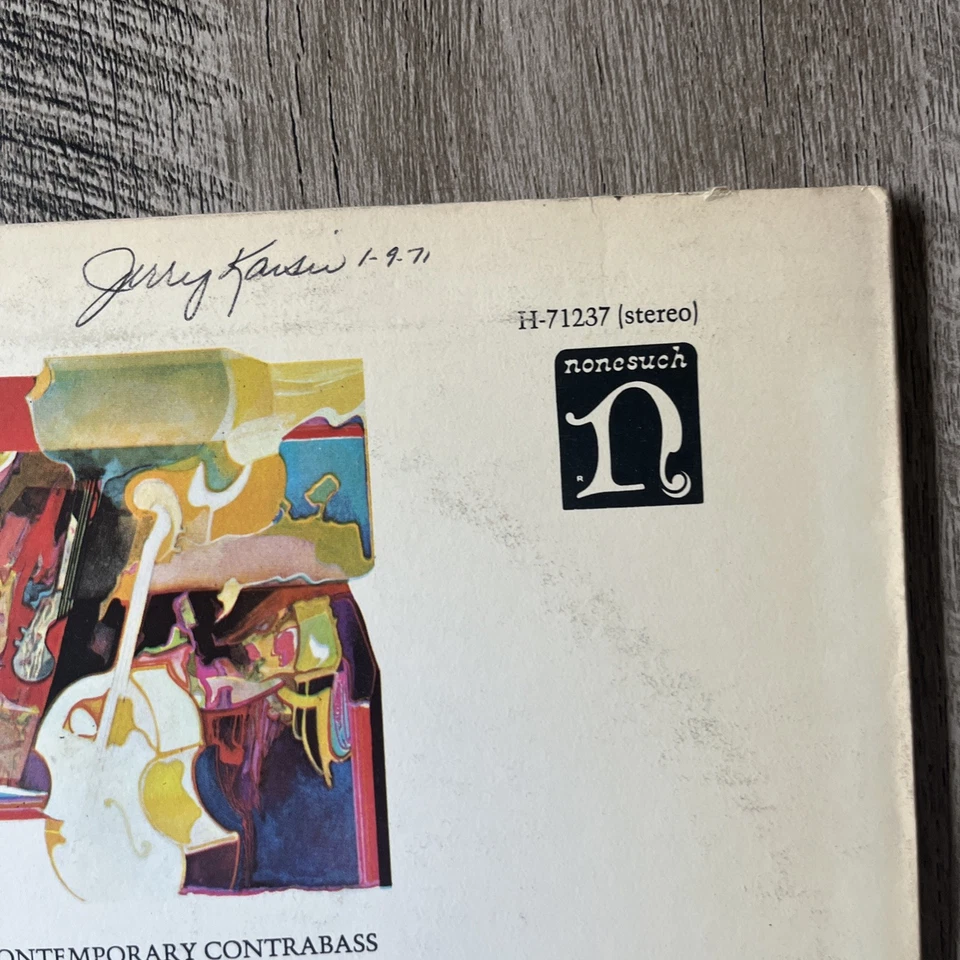 Jerry 1-9-71
H-71237 (stereo)
nonesuch
n
R
ONTEMPORARY CONTRABASS